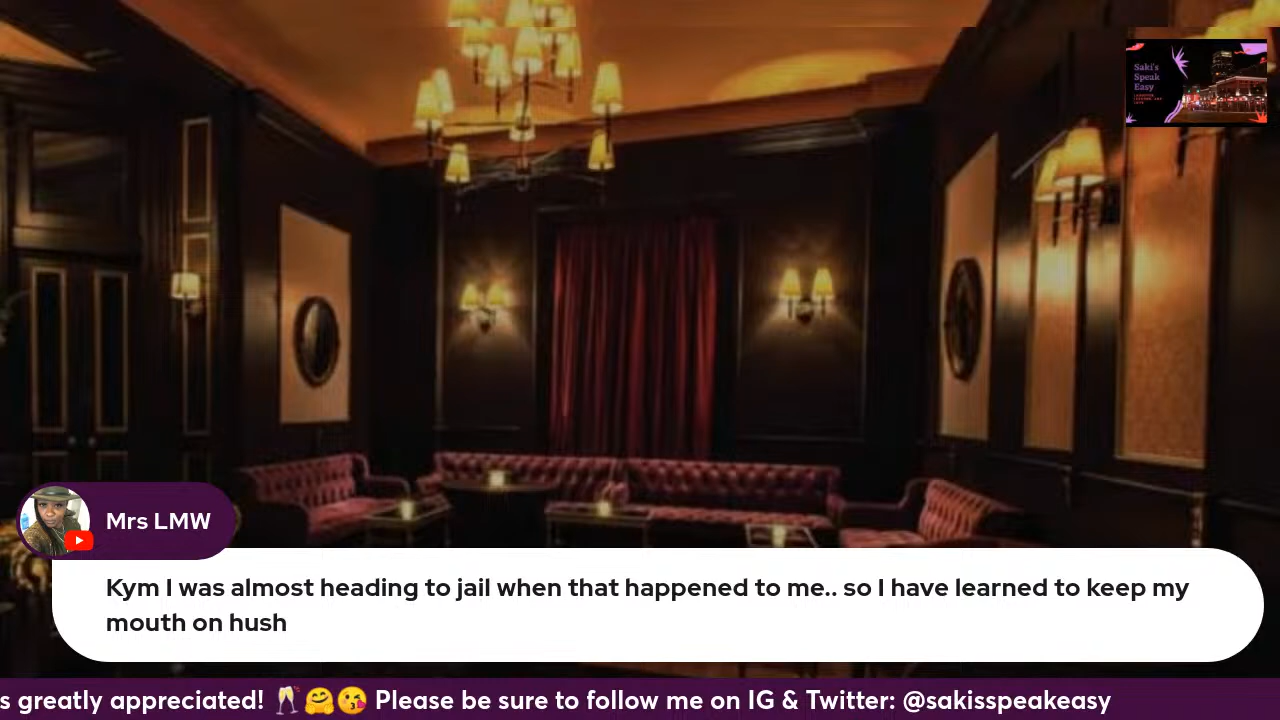 Saki's
Speak
Easy
Mrs LMW
Kym I was almost heading to jail when that happened to me.. so I have learned to keep my
mouth on hush
s greatly appreciated! 🥂🤗😘 Please be sure to follow me on IG & Twitter: @sakisspeakeasy